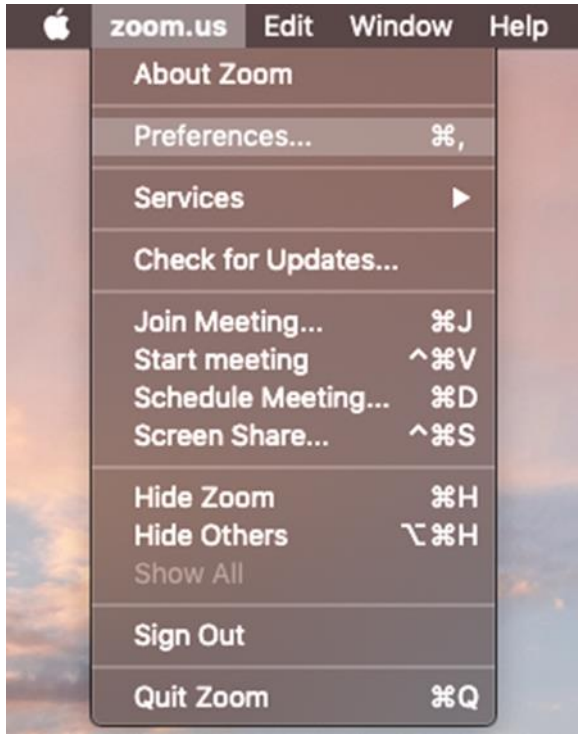 zoom.us Edit Window Help
About Zoom
Preferences... ⌘,
Services ▶
Check for Updates...
Join Meeting... ⌘J
Start meeting ^⌘V
Schedule Meeting... ⌘D
Screen Share... ^⌘S
Hide Zoom ⌘H
Hide Others ⌥⌘H
Show All
Sign Out
Quit Zoom ⌘Q